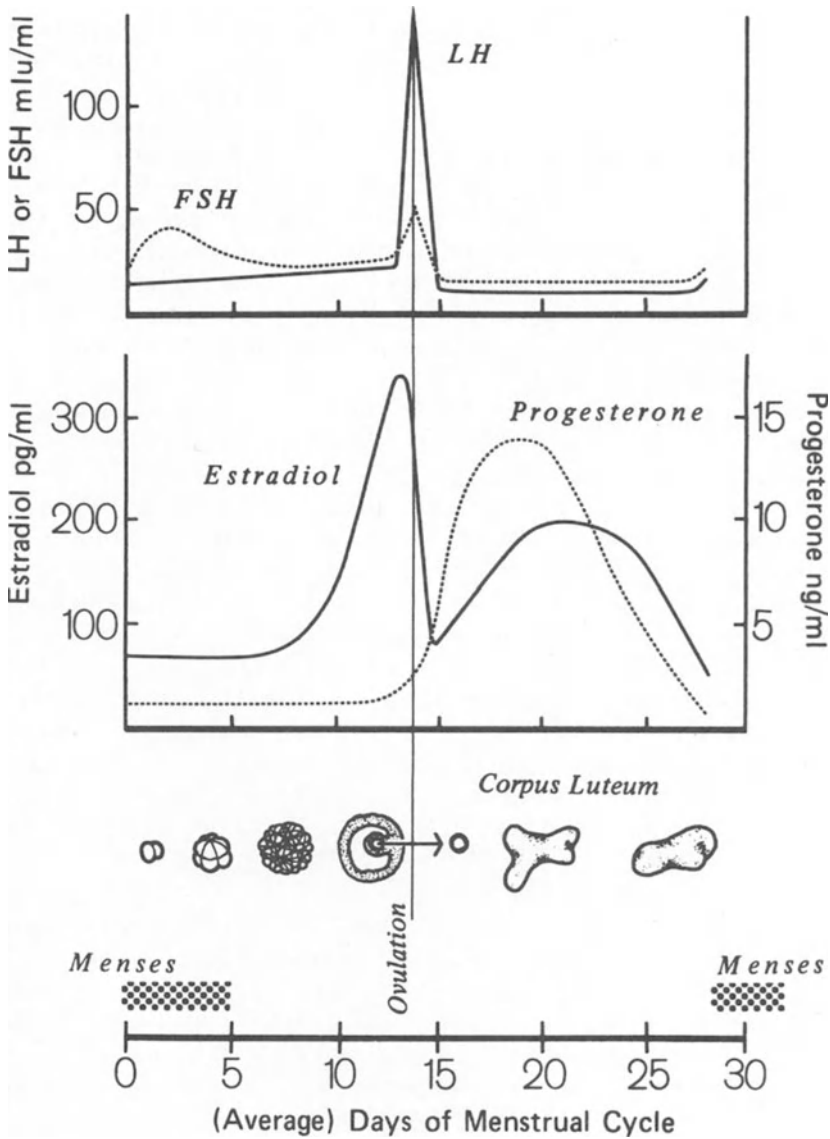 LH or FSH mIu/ml
100
50
LH
FSH
Estradiol pg/ml
300
200
100
Estradiol
Progesterone
15
10
5
Progesterone ng/ml
Corpus Luteum
Ovulation
Menses
Menses
0 5 10 15 20 25 30
(Average) Days of Menstrual Cycle